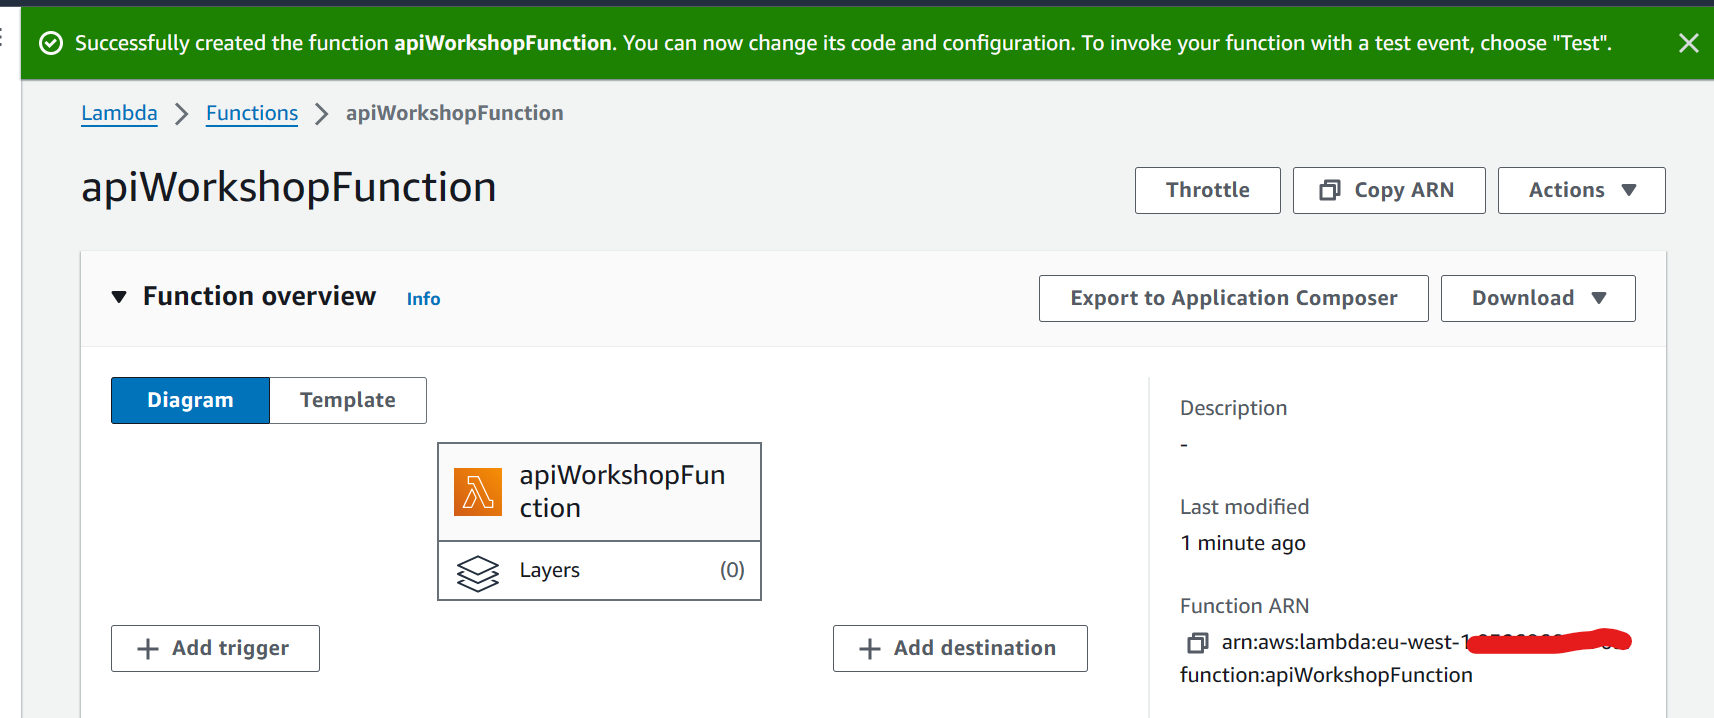 Successfully created the function apiWorkshopFunction. You can now change its code and configuration. To invoke your function with a test event, choose "Test".
Lambda
Functions
apiWorkshopFunction
apiWorkshopFunction
Throttle
Copy ARN
Actions
Function overview
Info
Export to Application Composer
Download
Diagram
Template
apiWorkshopFun
ction
Layers
(0)
Add trigger
Add destination
Description
-
Last modified
1 minute ago
Function ARN
arn:aws:lambda:eu-west-1
function:apiWorkshopFunction